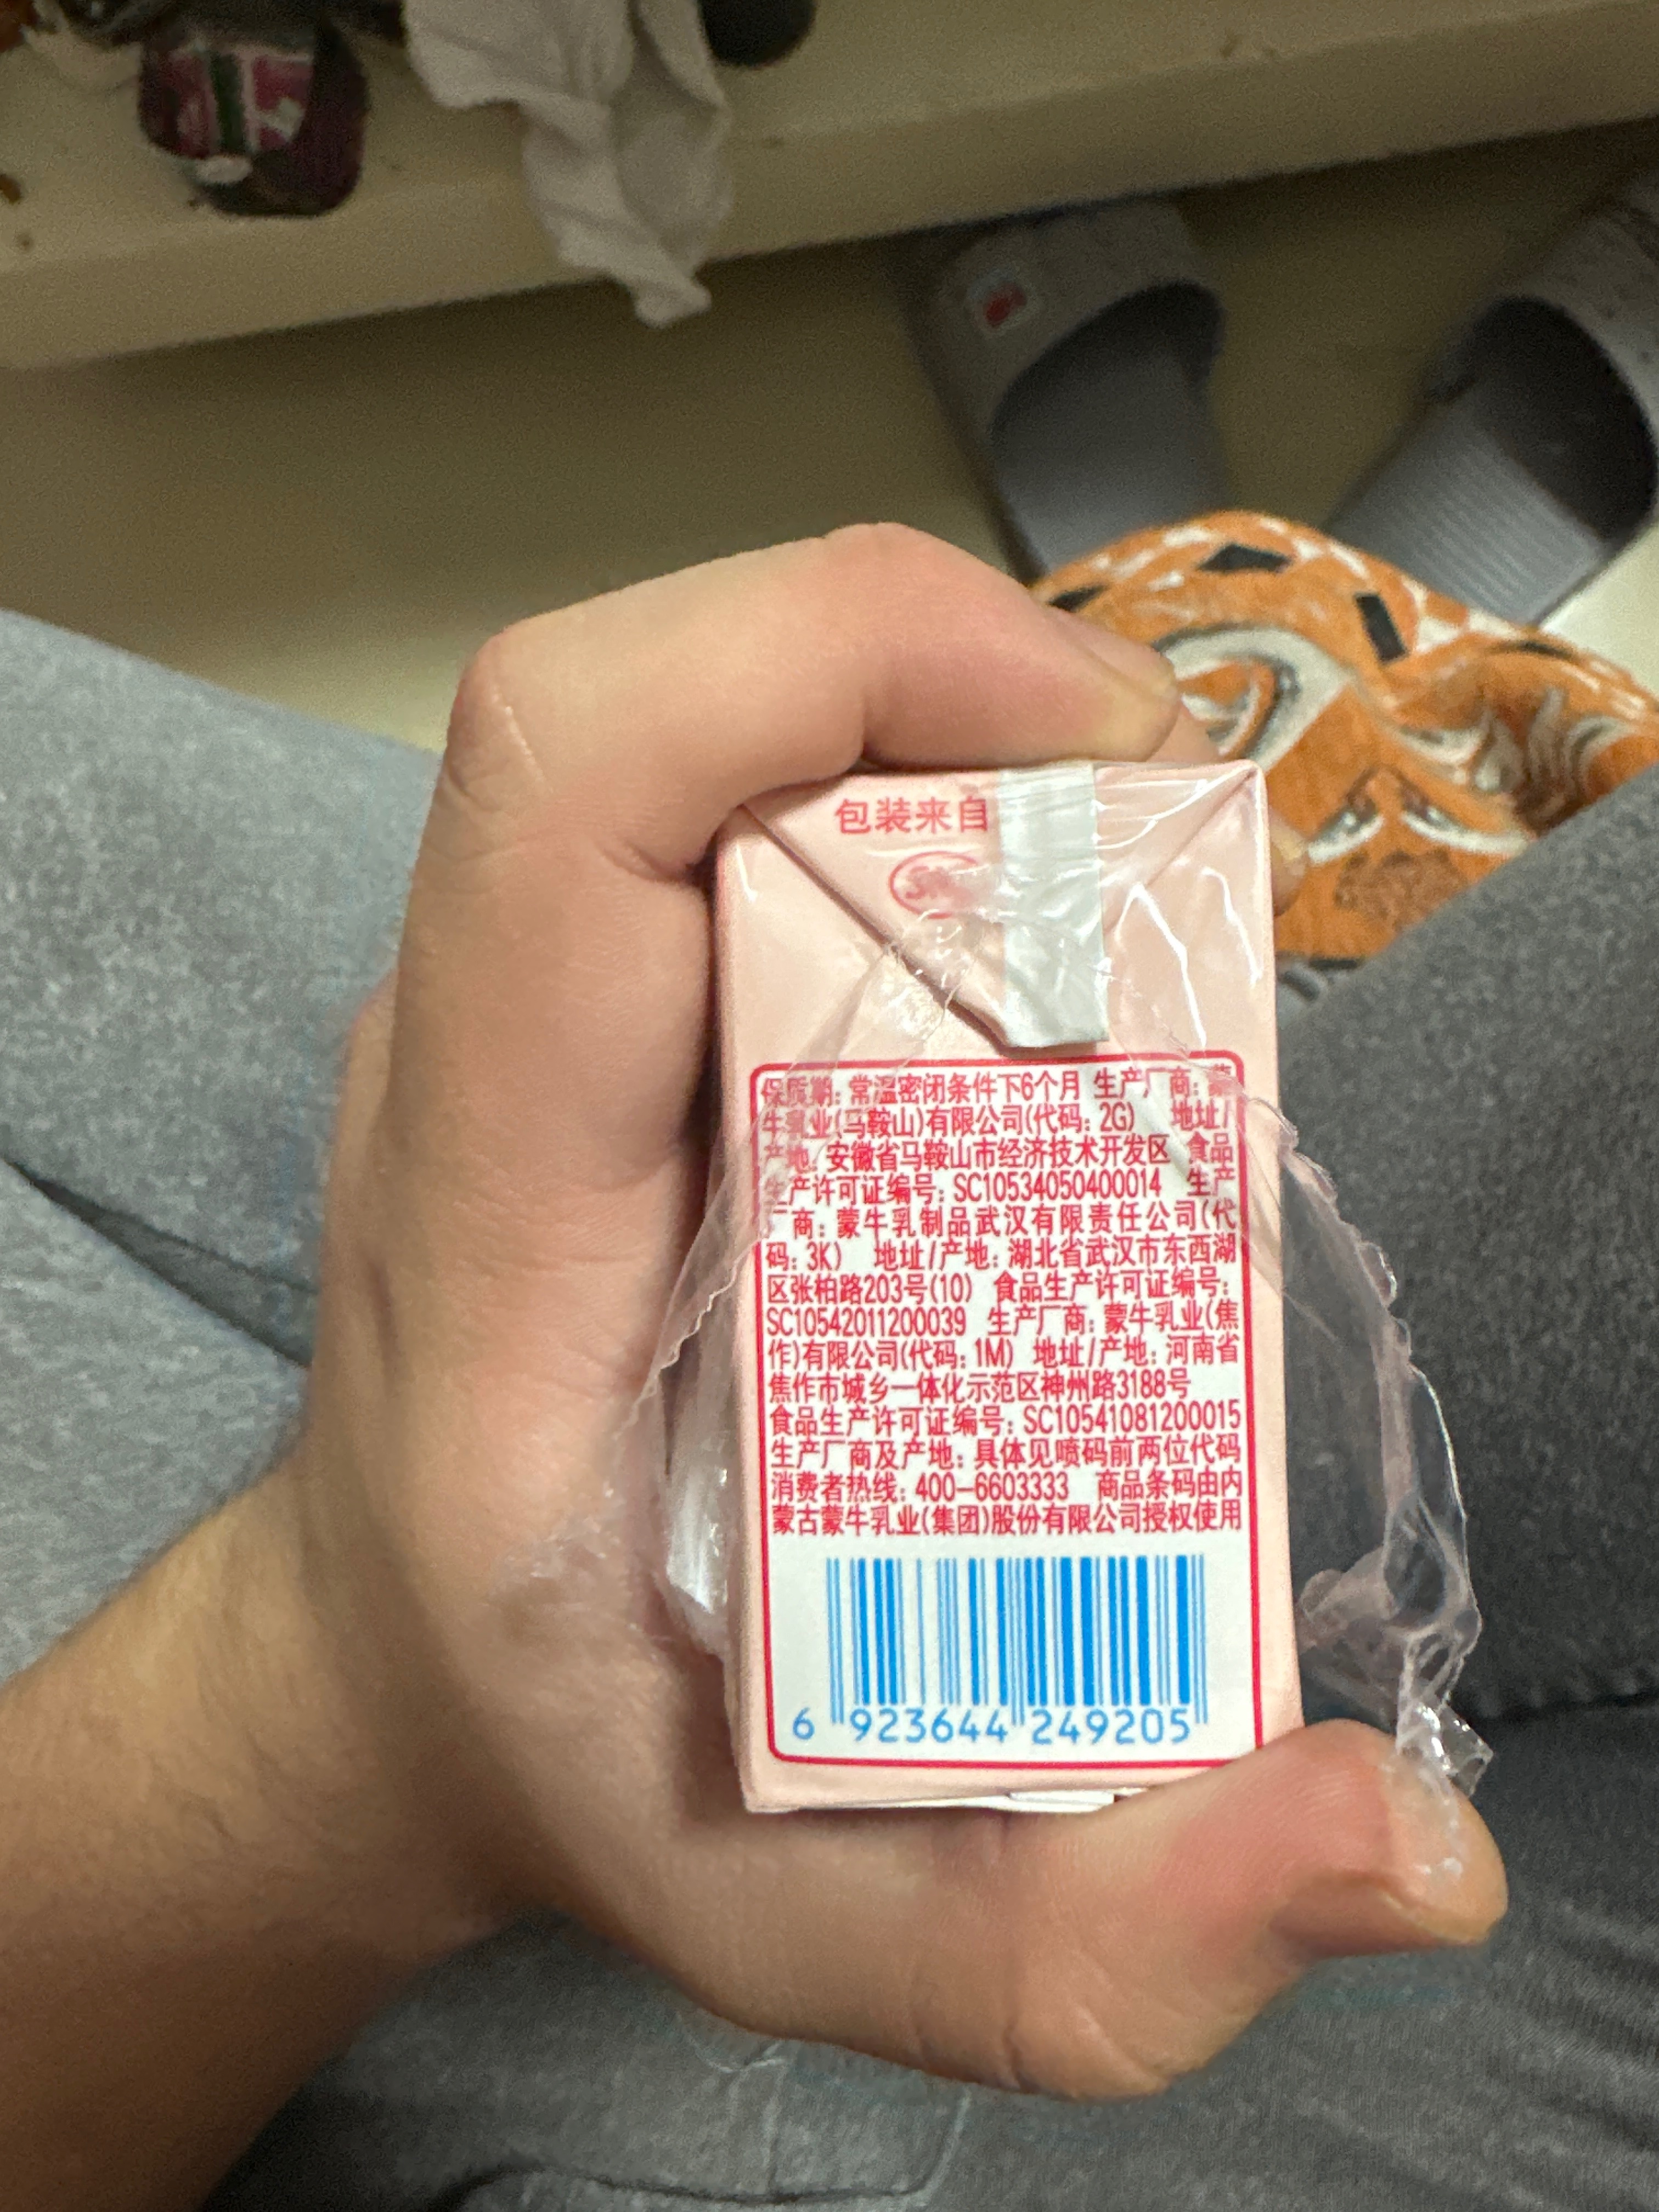 包装来自
保质期: 常温密闭条件下6个月 生产厂商: 蒙
牛乳业(马鞍山)有限公司(代码: 2G) 地址/
产地: 安徽省马鞍山市经济技术开发区 食品
生产许可证编号: SC10534050400014 生产
厂商: 蒙牛乳制品武汉有限责任公司(代
码: 3K) 地址/产地: 湖北省武汉市东西湖
区张柏路203号(10) 食品生产许可证编号:
SC10542011200039 生产厂商: 蒙牛乳业(焦
作)有限公司(代码: 1M) 地址/产地: 河南省
焦作市城乡一体化示范区神州路3188号
食品生产许可证编号: SC10541081200015
生产厂商及产地: 具体见喷码前两位代码
消费者热线: 400-6603333 商品条码由内
蒙古蒙牛乳业(集团)股份有限公司授权使用
6 923644 249205